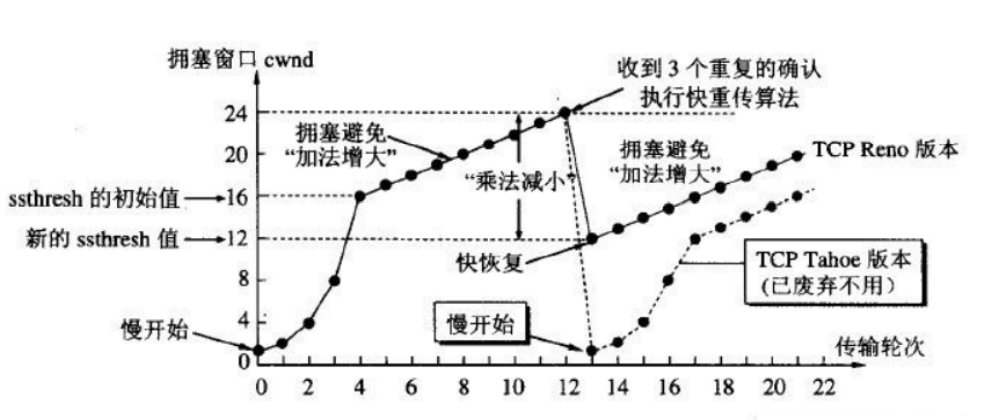 拥塞窗口 cwnd
收到 3 个重复的确认
执行快重传算法
24
拥塞避免
“加法增大”
20
拥塞避免
“加法增大”
TCP Reno 版本
“乘法减小”
ssthresh 的初始值
16
新的 ssthresh 值
12
快恢复
TCP Tahoe 版本
(已废弃不用)
8
慢开始
4
慢开始
传输轮次
0
0 2 4 6 8 10 12 14 16 18 20 22